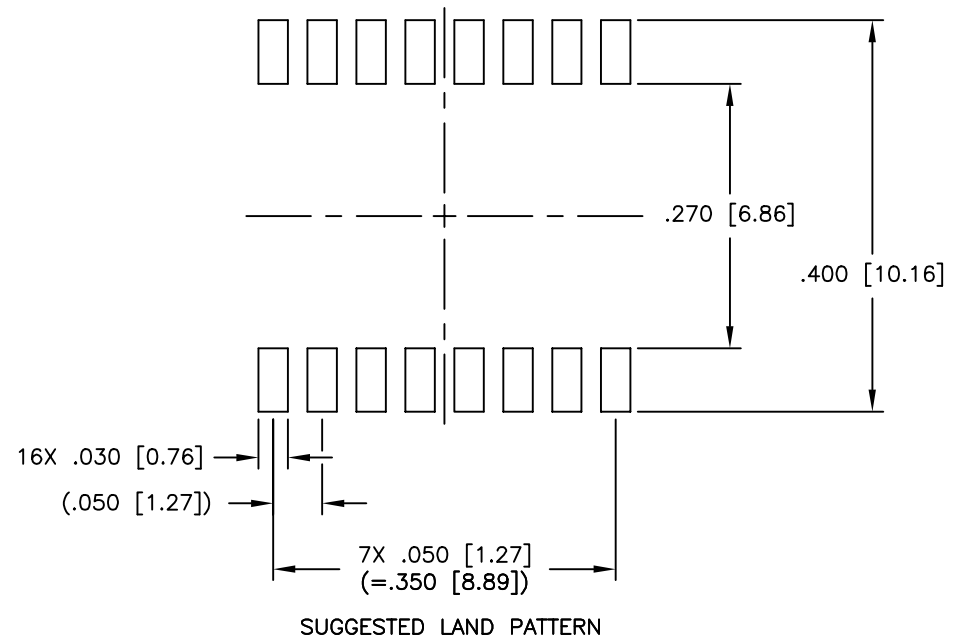 .270 [6.86]
.400 [10.16]
16X .030 [0.76]
(.050 [1.27])
7X .050 [1.27]
(=.350 [8.89])
SUGGESTED LAND PATTERN